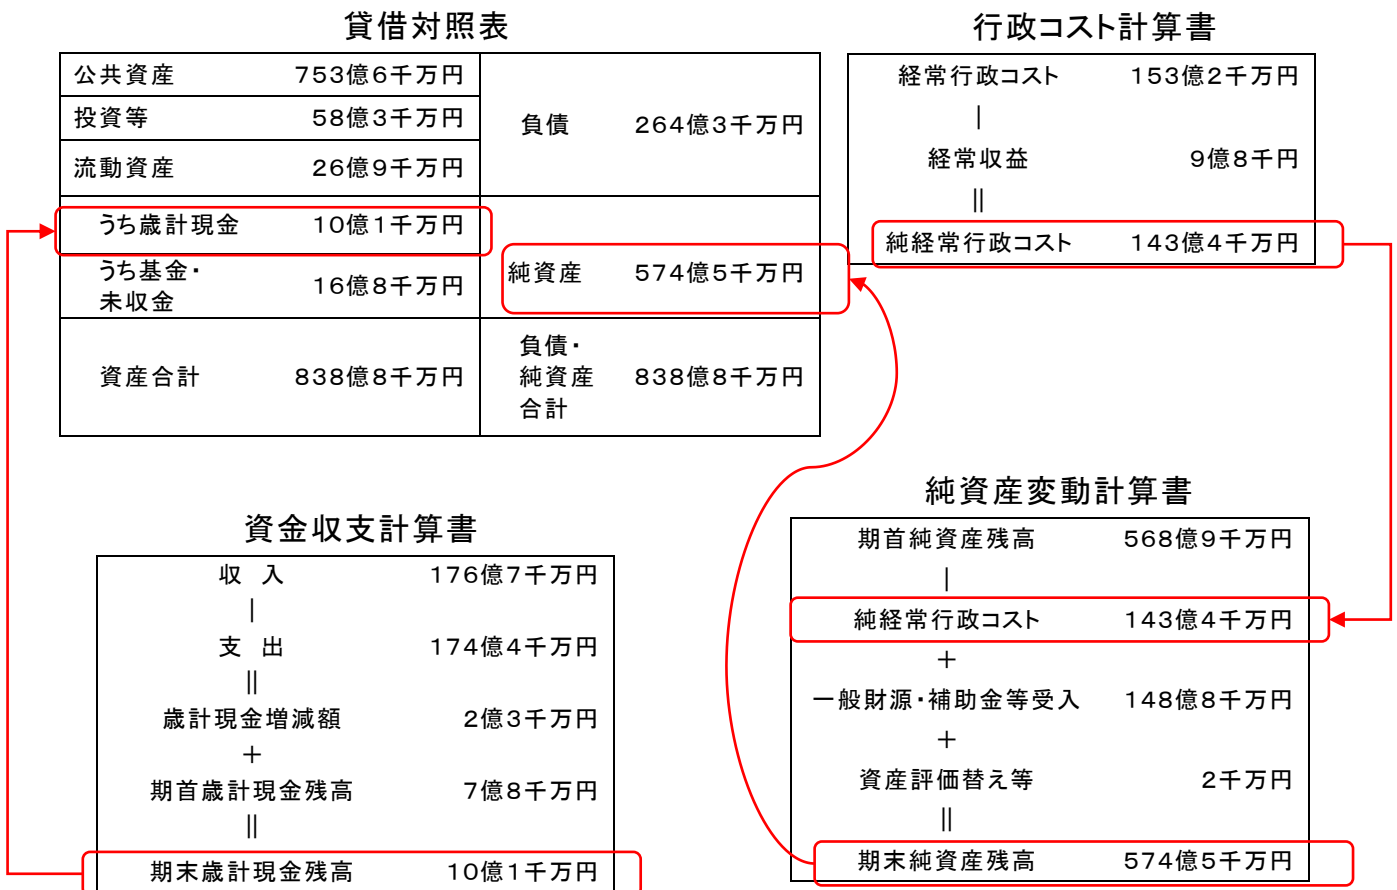 貸借対照表
公共資産 753億6千万円
投資等 58億3千万円
流動資産 26億9千万円
うち歳計現金 10億1千万円
うち基金・
未収金 16億8千万円
資産合計 838億8千万円
負債 264億3千万円
純資産 574億5千万円
負債・
純資産 838億8千万円
合計
行政コスト計算書
経常行政コスト 153億2千万円
|
経常収益 9億8千円
||
純経常行政コスト 143億4千万円
資金収支計算書
収 入 176億7千万円
|
支 出 174億4千万円
||
歳計現金増減額 2億3千万円
+
期首歳計現金残高 7億8千万円
||
期末歳計現金残高 10億1千万円
純資産変動計算書
期首純資産残高 568億9千万円
|
純経常行政コスト 143億4千万円
+
一般財源・補助金等受入 148億8千万円
+
資産評価替え等 2千万円
||
期末純資産残高 574億5千万円